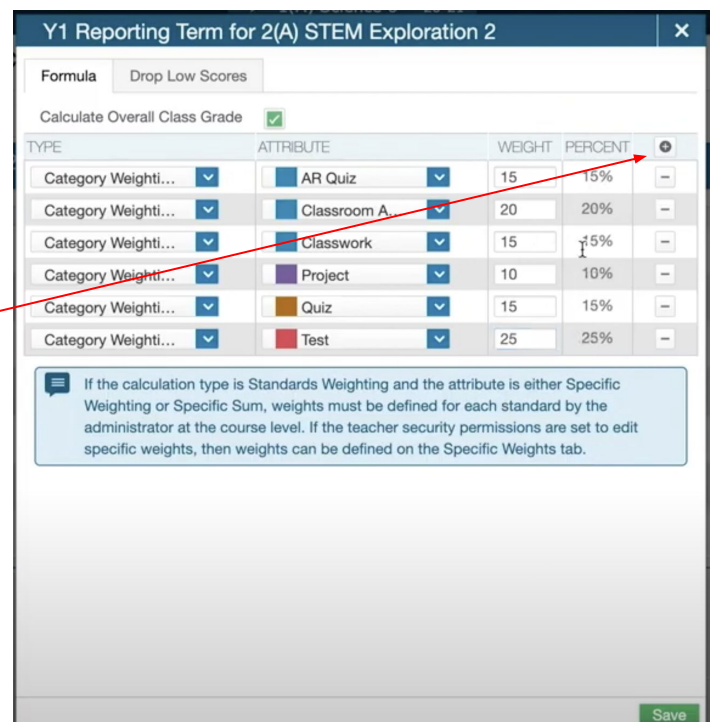 Y1 Reporting Term for 2(A) STEM Exploration 2
Formula Drop Low Scores
Calculate Overall Class Grade
TYPE ATTRIBUTE WEIGHT PERCENT
Category Weighti... AR Quiz 15 15%
Category Weighti... Classroom A... 20 20%
Category Weighti... Classwork 15 15%
Category Weighti... Project 10 10%
Category Weighti... Quiz 15 15%
Category Weighti... Test 25 25%
If the calculation type is Standards Weighting and the attribute is either Specific
Weighting or Specific Sum, weights must be defined for each standard by the
administrator at the course level. If the teacher security permissions are set to edit
specific weights, then weights can be defined on the Specific Weights tab.
Save